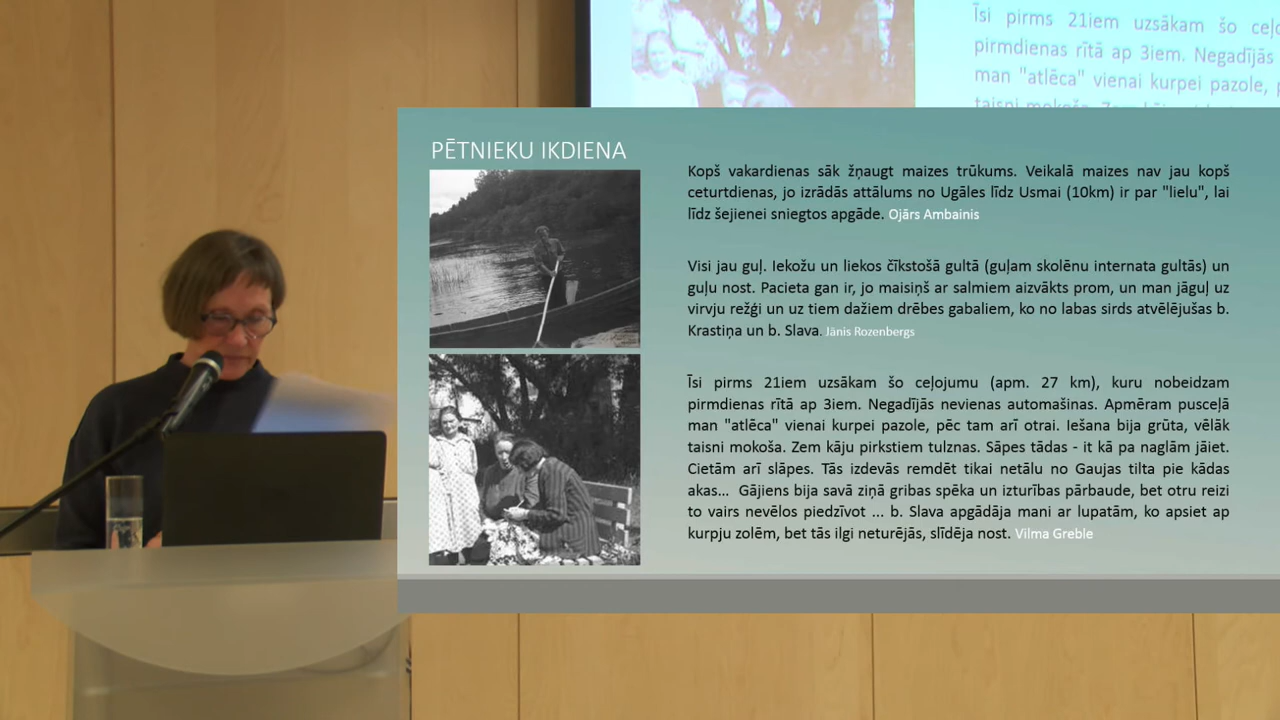 Īsi pirms 21iem uzsākam šo
pirmdienas rītā ap 3iem. Negadījās
man "atlēca" vienai kurpei pazole,
PĒTNIEKU IKDIENA
Kopš vakardienas sāk žņaugt maizes trūkums. Veikalā maizes nav jau kopš
ceturtdienas, jo izrādās attālums no Ugāles līdz Usmai (10km) ir par "lielu", lai
līdz šejienei sniegtos apgāde. Ojārs Ambainis
Visi jau guļ. Iekožu un liekos čīkstošā gultā (guļam skolēnu internata gultās) un
guļu nost. Pacieta gan ir, jo maisiņš ar salmiem aizvākts prom, un man jāguļ uz
virvju režģi un uz tiem dažiem drēbes gabaliem, ko no labas sirds atvēlējušas b.
Krastiņa un b. Slava. Jānis Rozenbergs
Īsi pirms 21iem uzsākam šo ceļojumu (apm. 27 km), kuru nobeidzam
pirmdienas rītā ap 3iem. Negadījās nevienas automašinas. Apmēram pusceļā
man "atlēca" vienai kurpei pazole, pēc tam arī otrai. Iešana bija grūta, vēlāk
taisni mokoša. Zem kāju pirkstiem tulznas. Sāpes tādas - it kā pa naglām jāiet.
Cietām arī slāpes. Tās izdevās remdēt tikai netālu no Gaujas tilta pie kādas
akas... Gājiens bija savā ziņā gribas spēka un izturības pārbaude, bet otru reizi
to vairs nevēlos piedzīvot ... b. Slava apgādāja mani ar lupatām, ko apsiet ap
kurpju zolēm, bet tās ilgi neturējās, slīdēja nost. Vilma Greble